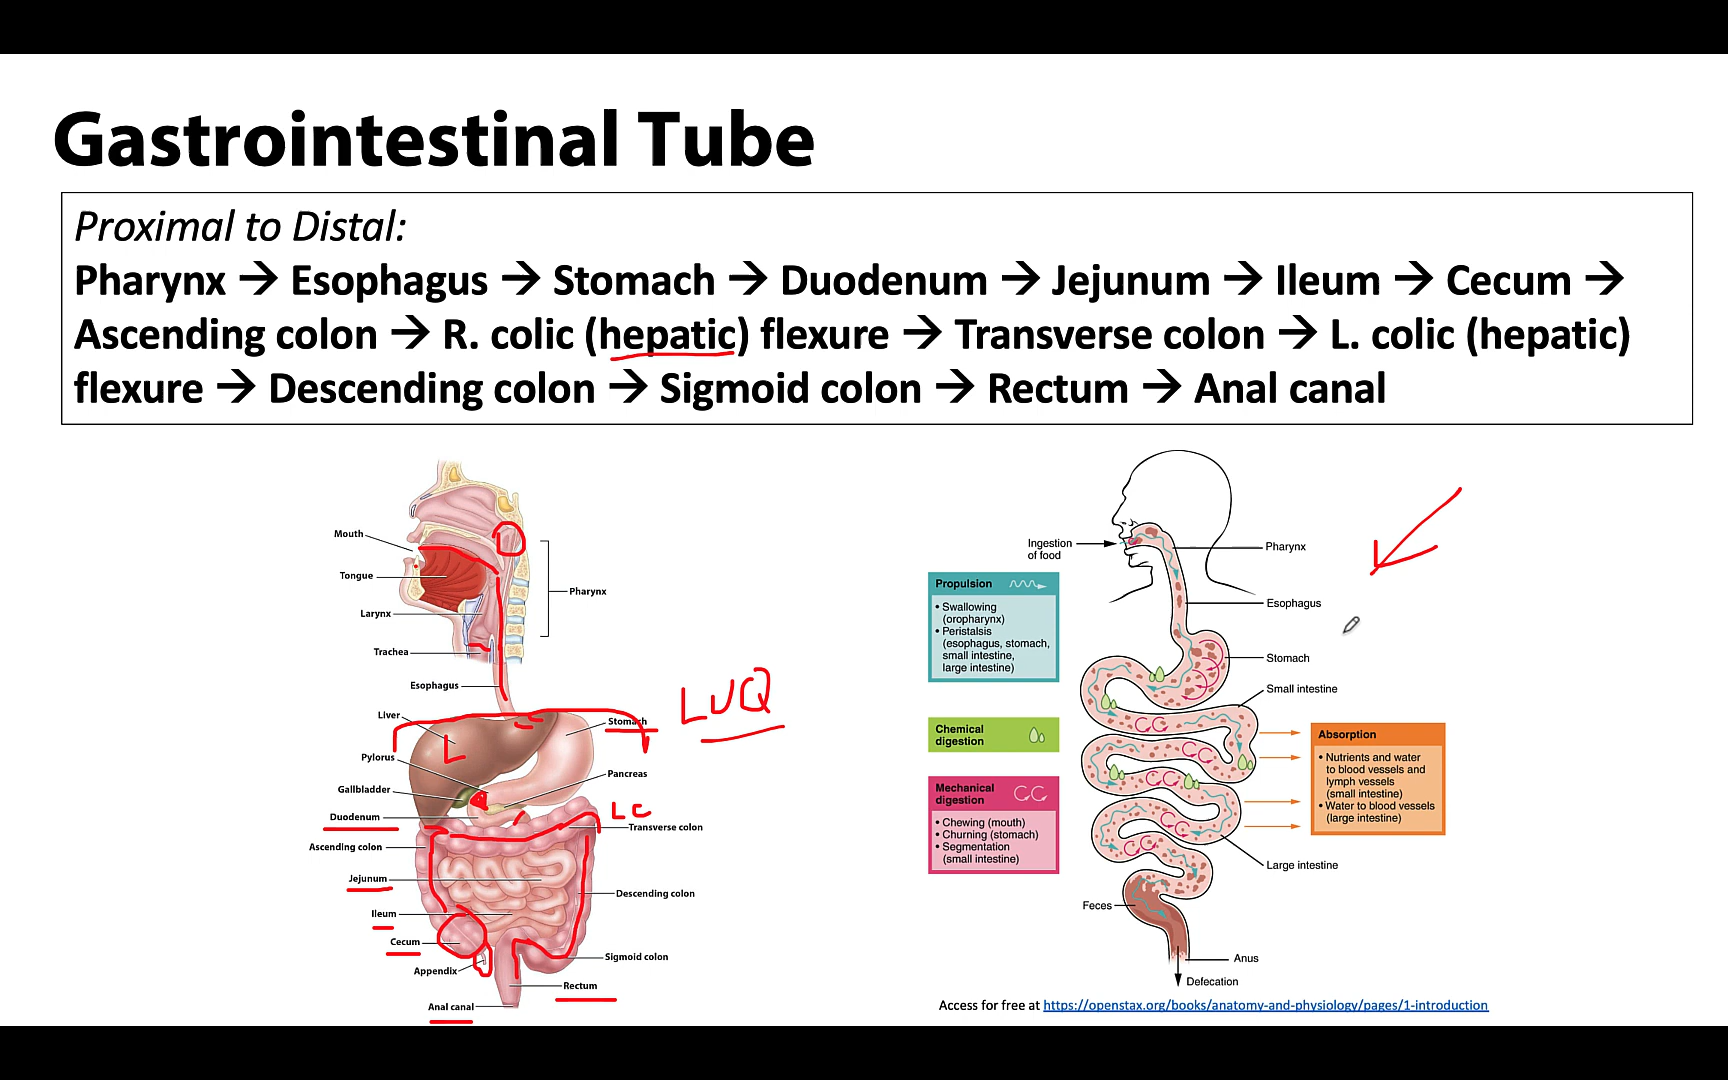 Gastrointestinal Tube
Proximal to Distal:
Pharynx → Esophagus → Stomach → Duodenum → Jejunum → Ileum → Cecum →
Ascending colon → R. colic (hepatic) flexure → Transverse colon → L. colic (hepatic)
flexure → Descending colon → Sigmoid colon → Rectum → Anal canal
Mouth
Tongue
Larynx
Trachea
Esophagus
Liver
Pylorus
Gallbladder
Duodenum
Ascending colon
Jejunum
Ileum
Cecum
Appendix
Anal canal
Pharynx
Stomach
Pancreas
Transverse colon
Descending colon
Sigmoid colon
Rectum
L
LC
LUQ
Ingestion
of food
Propulsion
• Swallowing
(oropharynx)
• Peristalsis
(esophagus, stomach,
small intestine,
large intestine)
Chemical
digestion
Mechanical
digestion
• Chewing (mouth)
• Churning (stomach)
• Segmentation
(small intestine)
Feces
Pharynx
Esophagus
Stomach
Small intestine
Absorption
• Nutrients and water
to blood vessels and
lymph vessels
(small intestine)
• Water to blood vessels
(large intestine)
Large intestine
Anus
Defecation
Access for free at https://openstax.org/books/anatomy-and-physiology/pages/1-introduction